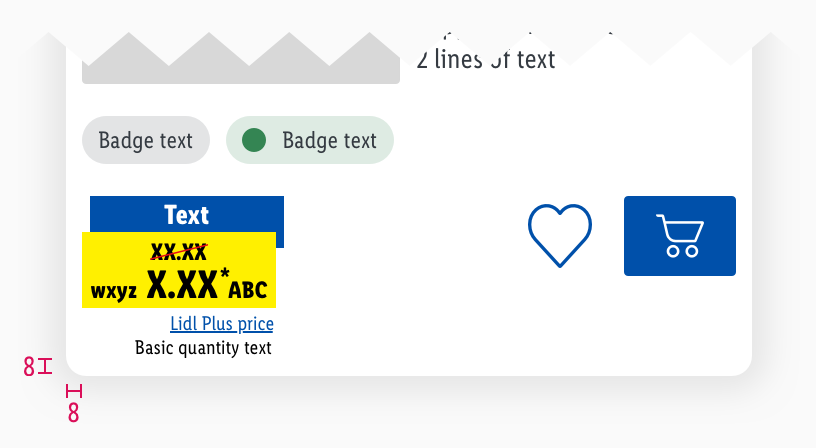 2 lines of text
Badge text
Badge text
Text
XX.XX
wxyz X.XX*ABC
Lidl Plus price
Basic quantity text
8
8